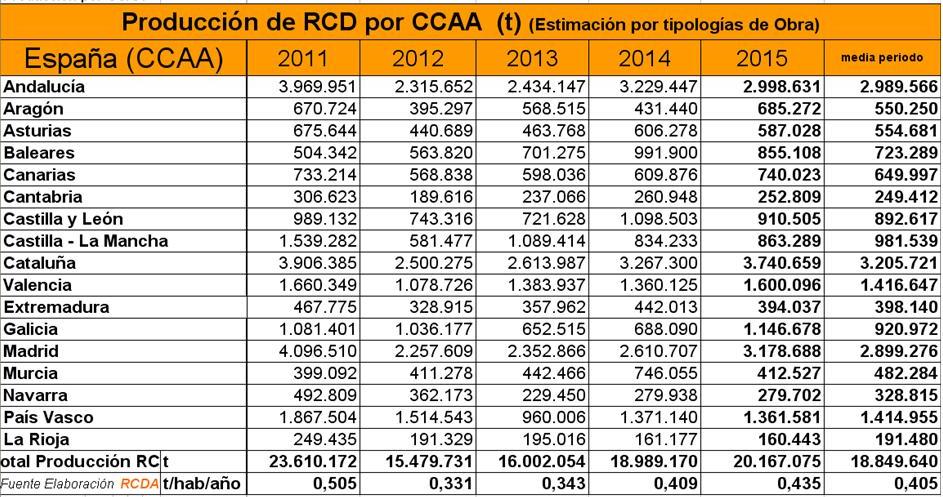 Producción de RCD por CCAA (t) (Estimación por tipologías de Obra)
España (CCAA) 2011 2012 2013 2014 2015 media periodo
Andalucía 3.969.951 2.315.652 2.434.147 3.229.447 2.998.631 2.989.566
Aragón 670.724 395.297 568.515 431.440 685.272 550.250
Asturias 675.644 440.689 463.768 606.278 587.028 554.681
Baleares 504.342 563.820 701.275 991.900 855.108 723.289
Canarias 733.214 568.838 598.036 609.876 740.023 649.997
Cantabria 306.623 189.616 237.066 260.948 252.809 249.412
Castilla y León 989.132 743.316 721.628 1.098.503 910.505 892.617
Castilla - La Mancha 1.539.282 581.477 1.089.414 834.233 863.289 981.539
Cataluña 3.906.385 2.500.275 2.613.987 3.267.300 3.740.659 3.205.721
Valencia 1.660.349 1.078.726 1.383.937 1.360.125 1.600.096 1.416.647
Extremadura 467.775 328.915 357.962 442.013 394.037 398.140
Galicia 1.081.401 1.036.177 652.515 688.090 1.146.678 920.972
Madrid 4.096.510 2.257.609 2.352.866 2.610.707 3.178.688 2.899.276
Murcia 399.092 411.278 442.466 746.055 412.527 482.284
Navarra 492.809 362.173 229.450 279.938 279.702 328.815
País Vasco 1.867.504 1.514.543 960.006 1.371.140 1.361.581 1.414.955
La Rioja 249.435 191.329 195.016 161.177 160.443 191.480
otal Producción RC t 23.610.172 15.479.731 16.002.054 18.989.170 20.167.075 18.849.640
Fuente Elaboración RCDA t/hab/año 0,505 0,331 0,343 0,409 0,435 0,405